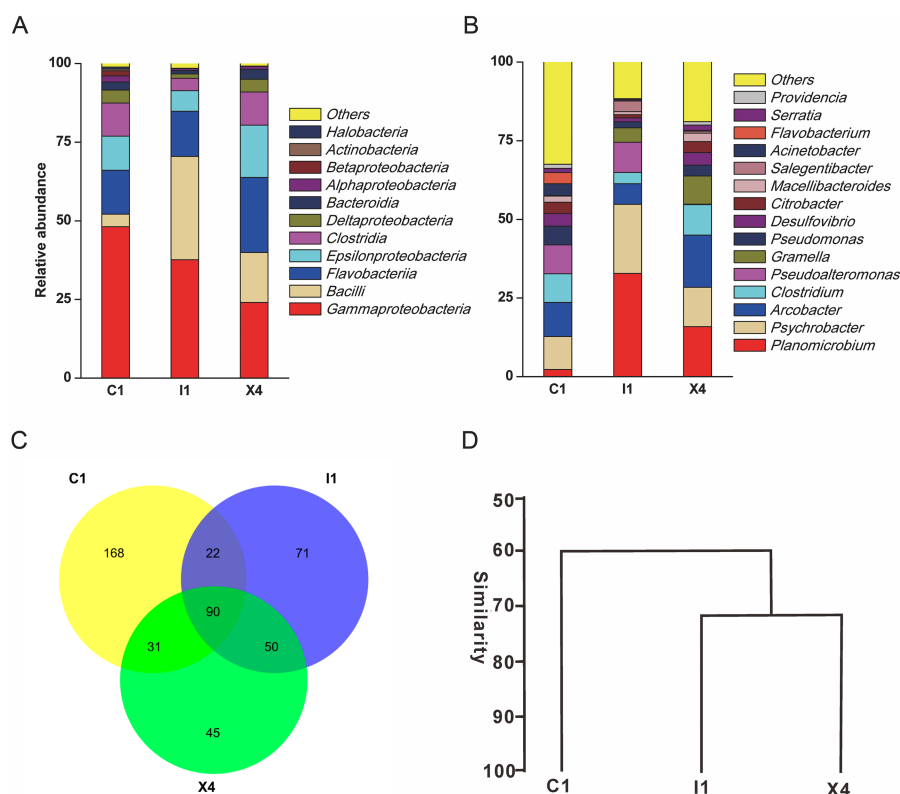 A
Relative abundance
100
75
50
25
0
C1
I1
X4
Others
Halobacteria
Actinobacteria
Betaproteobacteria
Alphaproteobacteria
Bacteroidia
Deltaproteobacteria
Clostridia
Epsilonproteobacteria
Flavobacteriia
Bacilli
Gammaproteobacteria
B
100
75
50
25
0
C1
I1
X4
Others
Providencia
Serratia
Flavobacterium
Acinetobacter
Salegentibacter
Macellibacteroides
Citrobacter
Desulfovibrio
Pseudomonas
Gramella
Pseudoalteromonas
Clostridium
Arcobacter
Psychrobacter
Planomicrobium
C
C1
I1
168
22
71
90
31
50
45
X4
D
Similarity
50
60
70
80
90
100
C1
I1
X4